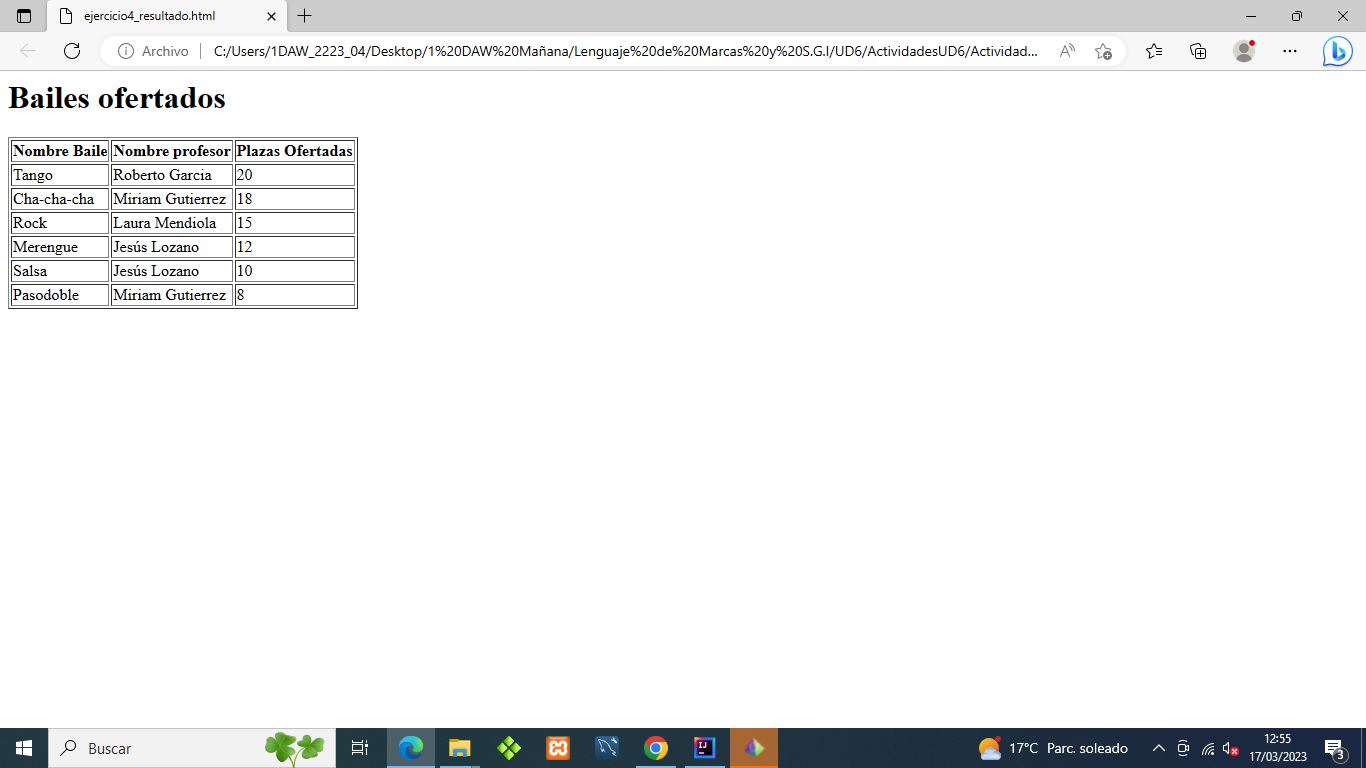 ejercicio4_resultado.html
Archivo C:/Users/1DAW_2223_04/Desktop/1%20DAW%20Mañana/Lenguaje%20de%20Marcas%20y%20S.G.I/UD6/ActividadesUD6/Actividad...
Bailes ofertados
Nombre Baile Nombre profesor Plazas Ofertadas
Tango Roberto Garcia 20
Cha-cha-cha Miriam Gutierrez 18
Rock Laura Mendiola 15
Merengue Jesús Lozano 12
Salsa Jesús Lozano 10
Pasodoble Miriam Gutierrez 8
Buscar
17°C Parc. soleado
12:55
17/03/2023
3